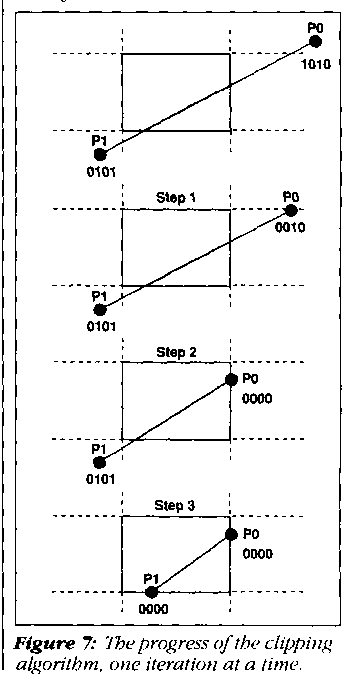 P0
1010
P1
0101
Step 1
P0
0010
P1
0101
Step 2
P0
0000
P1
0101
Step 3
P0
0000
P1
0000
Figure 7: The progress of the clipping
algorithm, one iteration at a time.